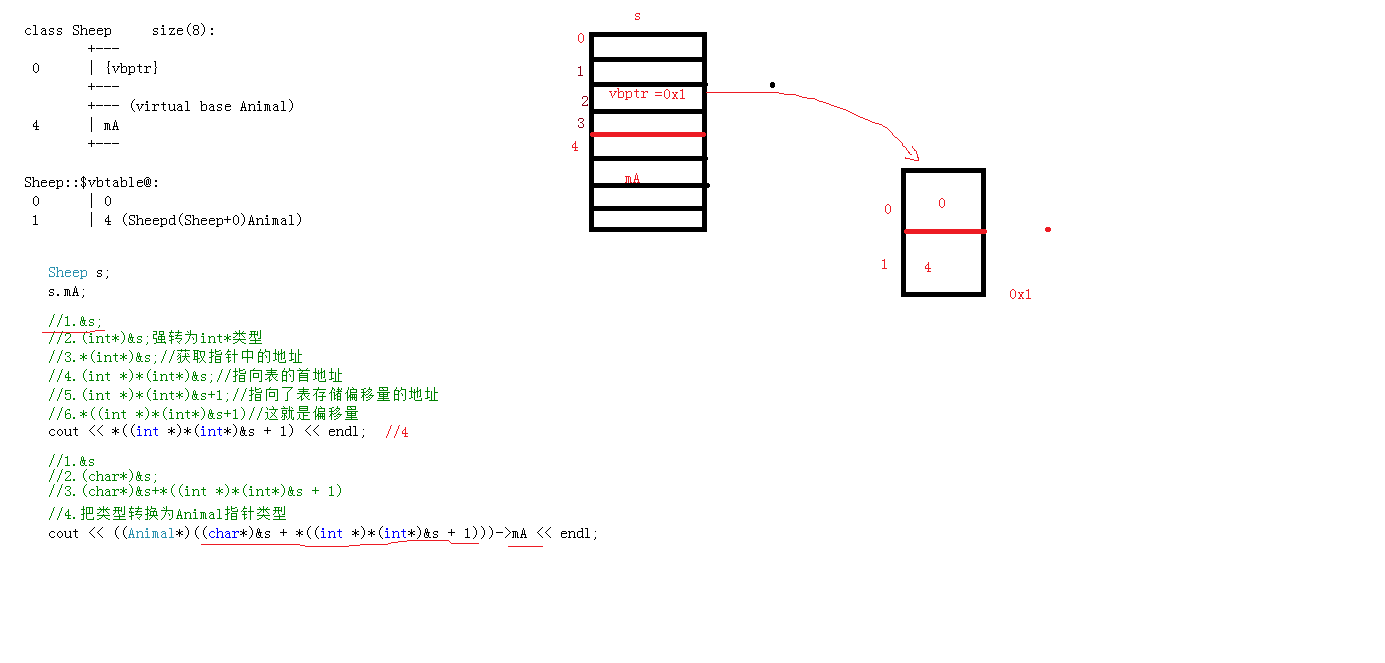 class Sheep     size(8):
        +---
 0      | {vbptr}
        +---
        +--- (virtual base Animal)
 4      | mA
        +---
Sheep::$vbtable@:
 0      | 0
 1      | 4 (Sheepd(Sheep+0)Animal)
Sheep s;
s.mA;
//1.&s;
//2.(int*)&s;强转为int*类型
//3.*(int*)&s;//获取指针中的地址
//4.(int *)*(int*)&s;//指向表的首地址
//5.(int *)*(int*)&s+1;//指向了表存储偏移量的地址
//6.*((int *)*(int*)&s+1)//这就是偏移量
cout << *((int *)*(int*)&s + 1) << endl;   //4
//1.&s
//2.(char*)&s;
//3.(char*)&s+*((int *)*(int*)&s + 1)
//4.把类型转换为Animal指针类型
cout << ((Animal*)((char*)&s + *((int *)*(int*)&s + 1)))->mA << endl;
s
0
1
vbptr =0x1
2
3
4
mA
0
0
1
4
0x1